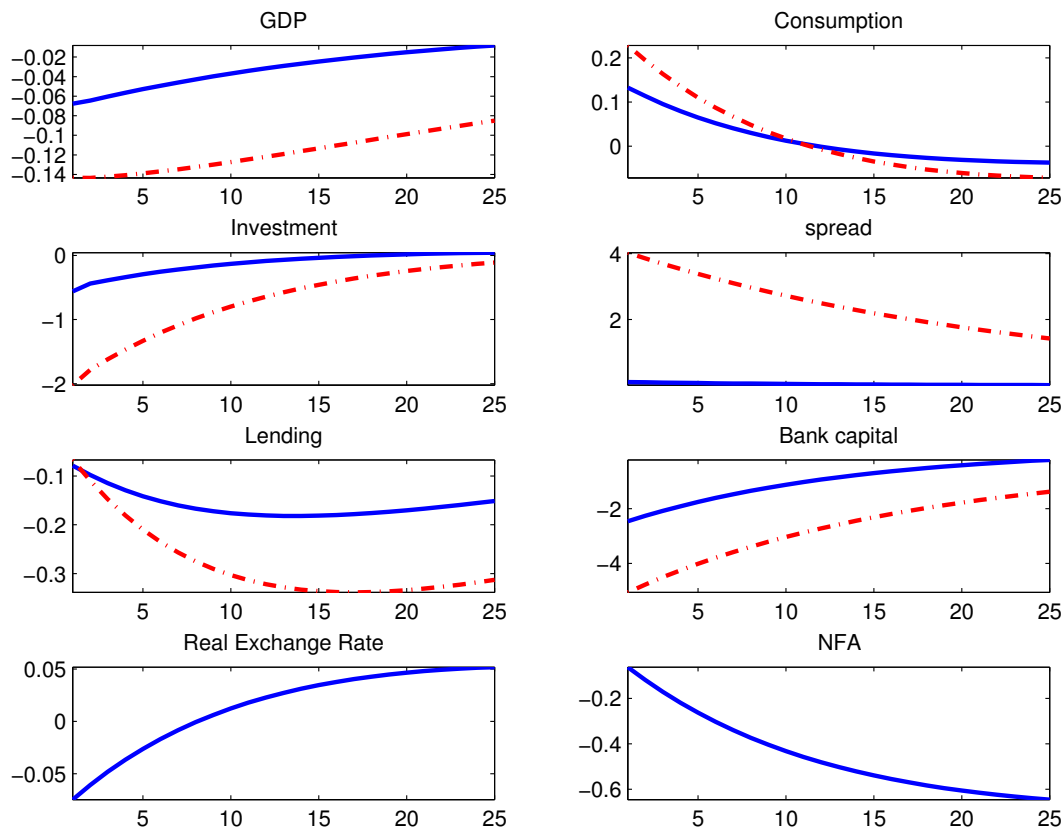 GDP
−0.02
−0.04
−0.06
−0.08
−0.1
−0.12
−0.14
5 10 15 20 25
Consumption
0.2
0.1
0
5 10 15 20 25
Investment
0
−1
−2
5 10 15 20 25
spread
4
2
5 10 15 20 25
Lending
−0.1
−0.2
−0.3
5 10 15 20 25
Bank capital
−2
−4
5 10 15 20 25
Real Exchange Rate
0.05
0
−0.05
5 10 15 20 25
NFA
−0.2
−0.4
−0.6
5 10 15 20 25